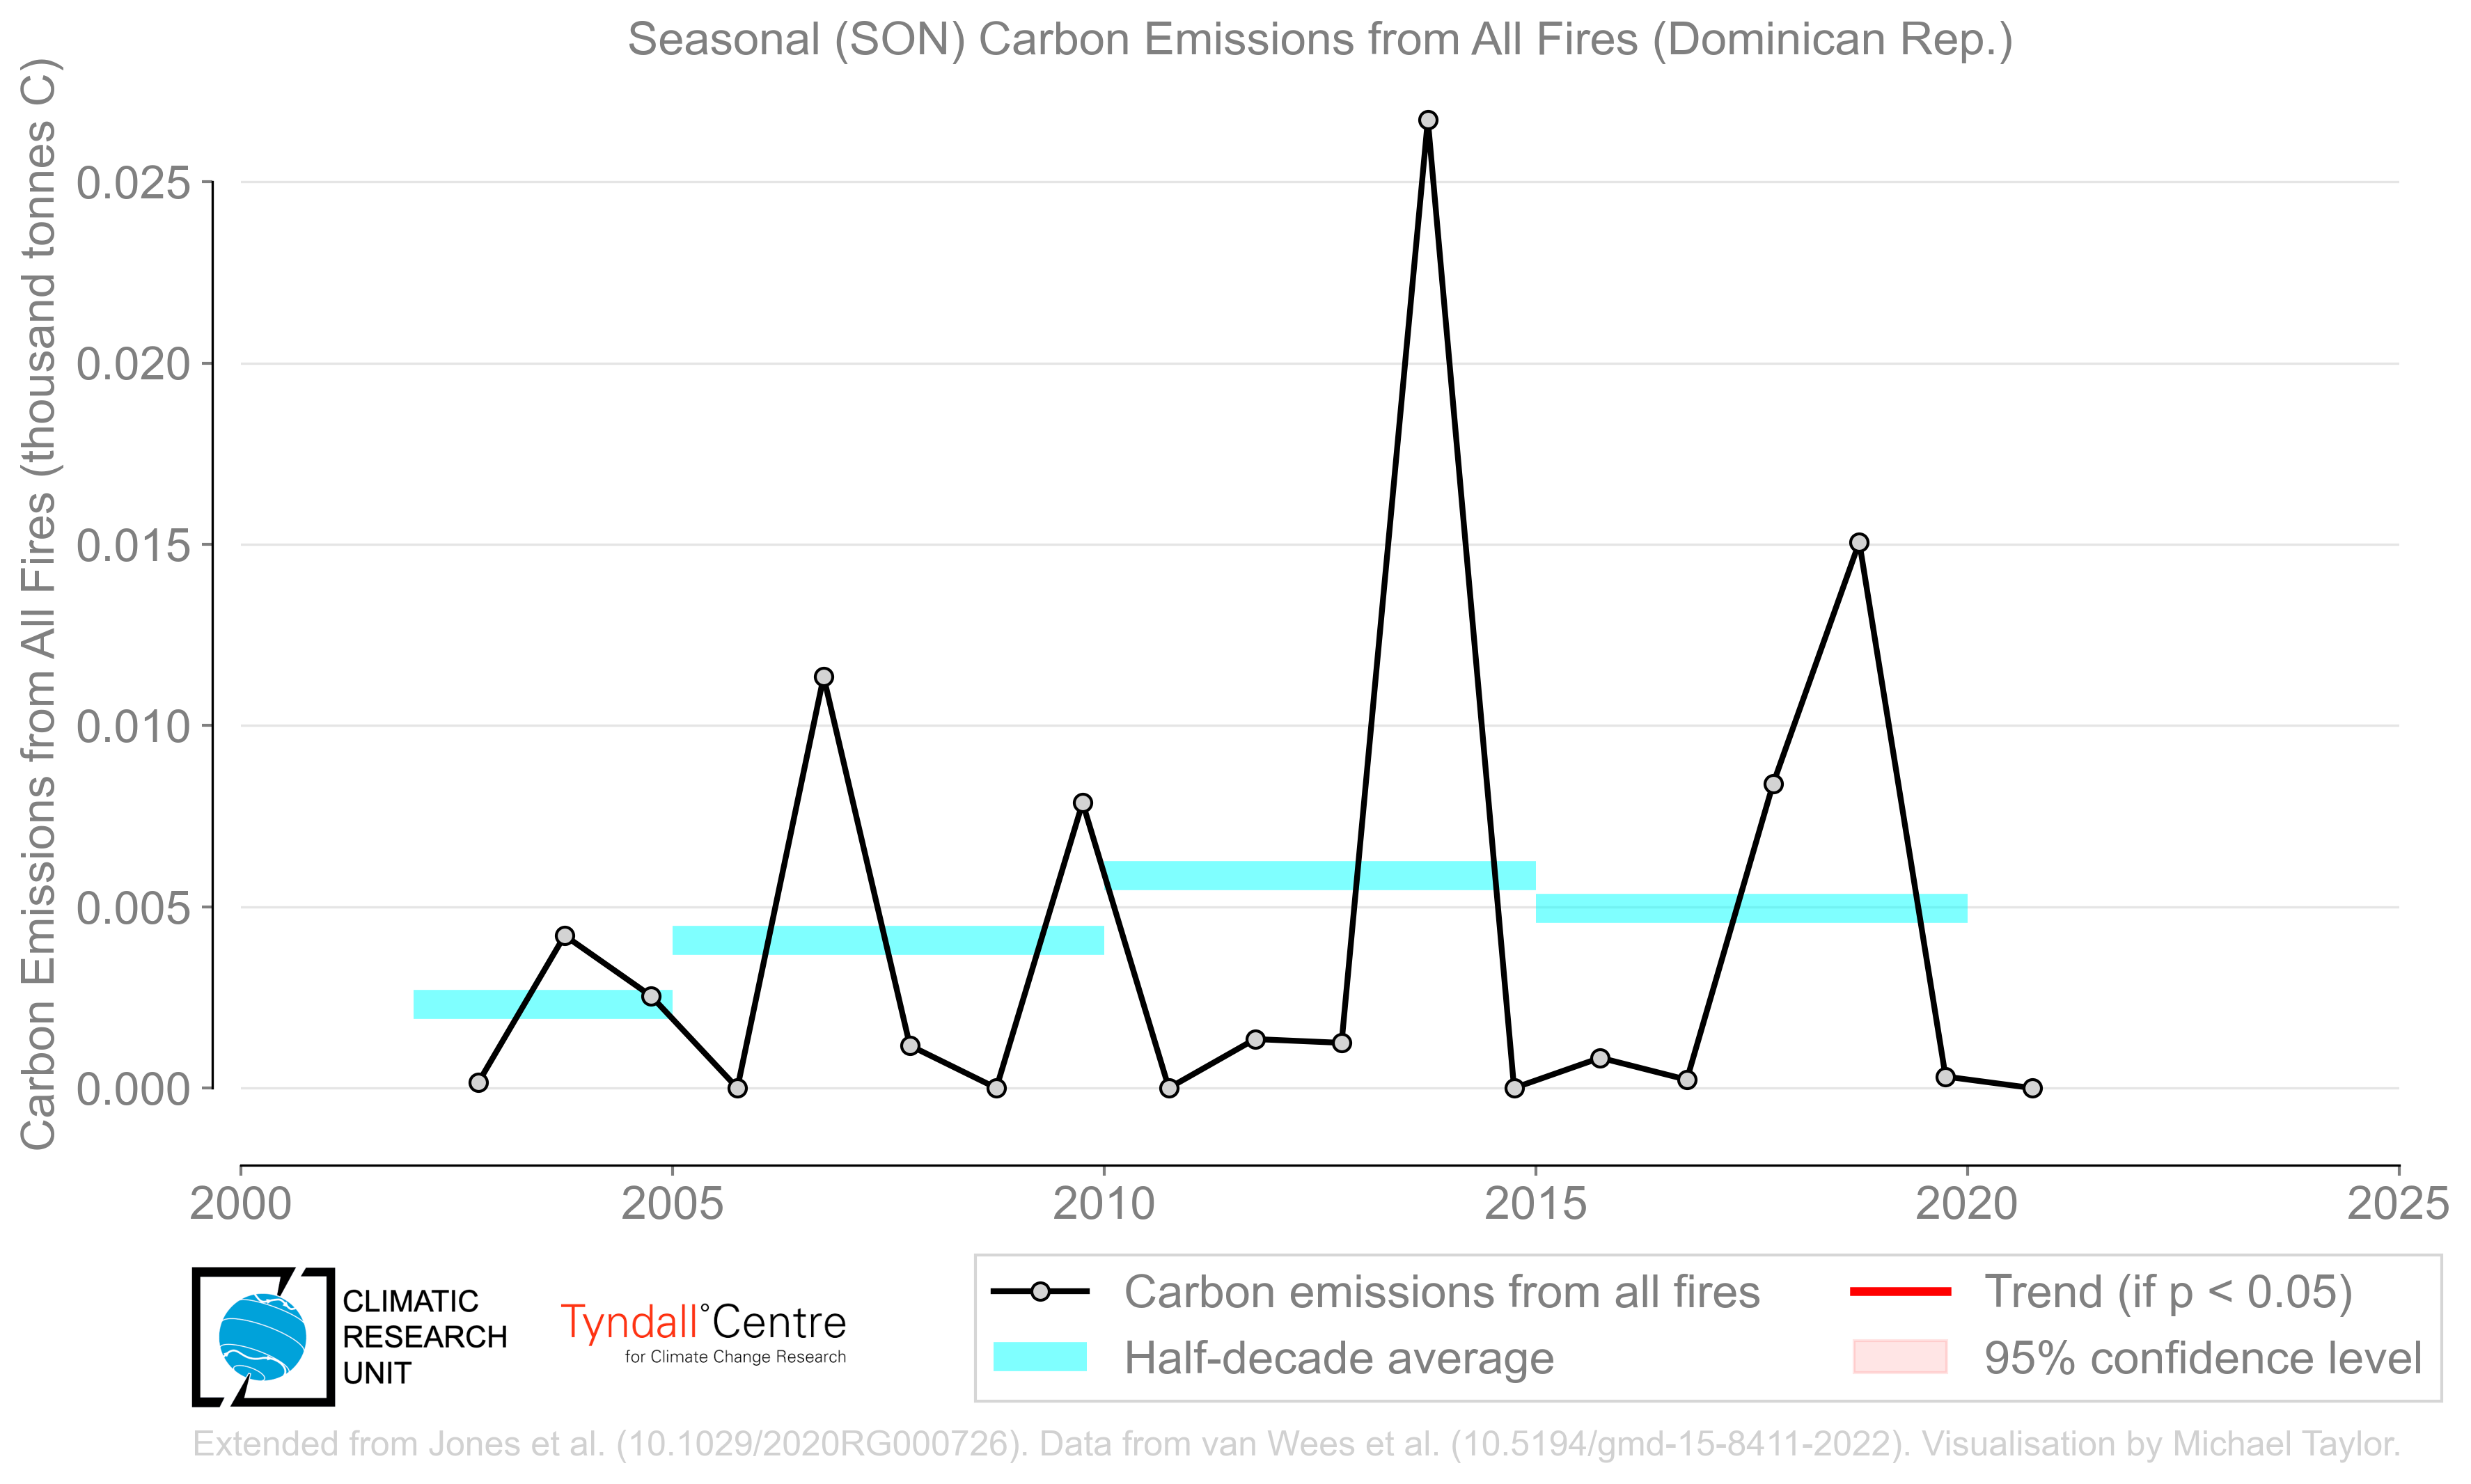 Seasonal (SON) Carbon Emissions from All Fires (Dominican Rep.)
Carbon Emissions from All Fires (thousand tonnes C)
0.025
0.020
0.015
0.010
0.005
0.000
2000 2005 2010 2015 2020 2025
CLIMATIC
RESEARCH
UNIT
Tyndall°Centre
for Climate Change Research
Carbon emissions from all fires
Half-decade average
Trend (if p < 0.05)
95% confidence level
Extended from Jones et al. (10.1029/2020RG000726). Data from van Wees et al. (10.5194/gmd-15-8411-2022). Visualisation by Michael Taylor.